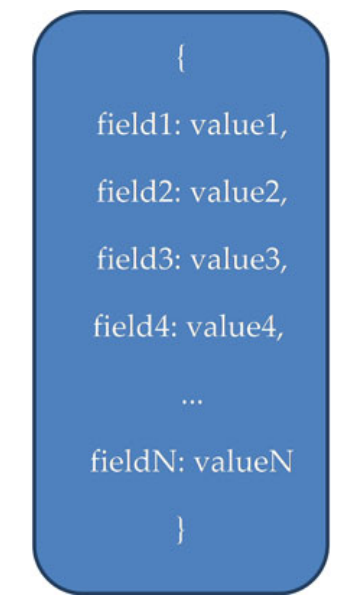 {
field1: value1,
field2: value2,
field3: value3,
field4: value4,
...
fieldN: valueN
}